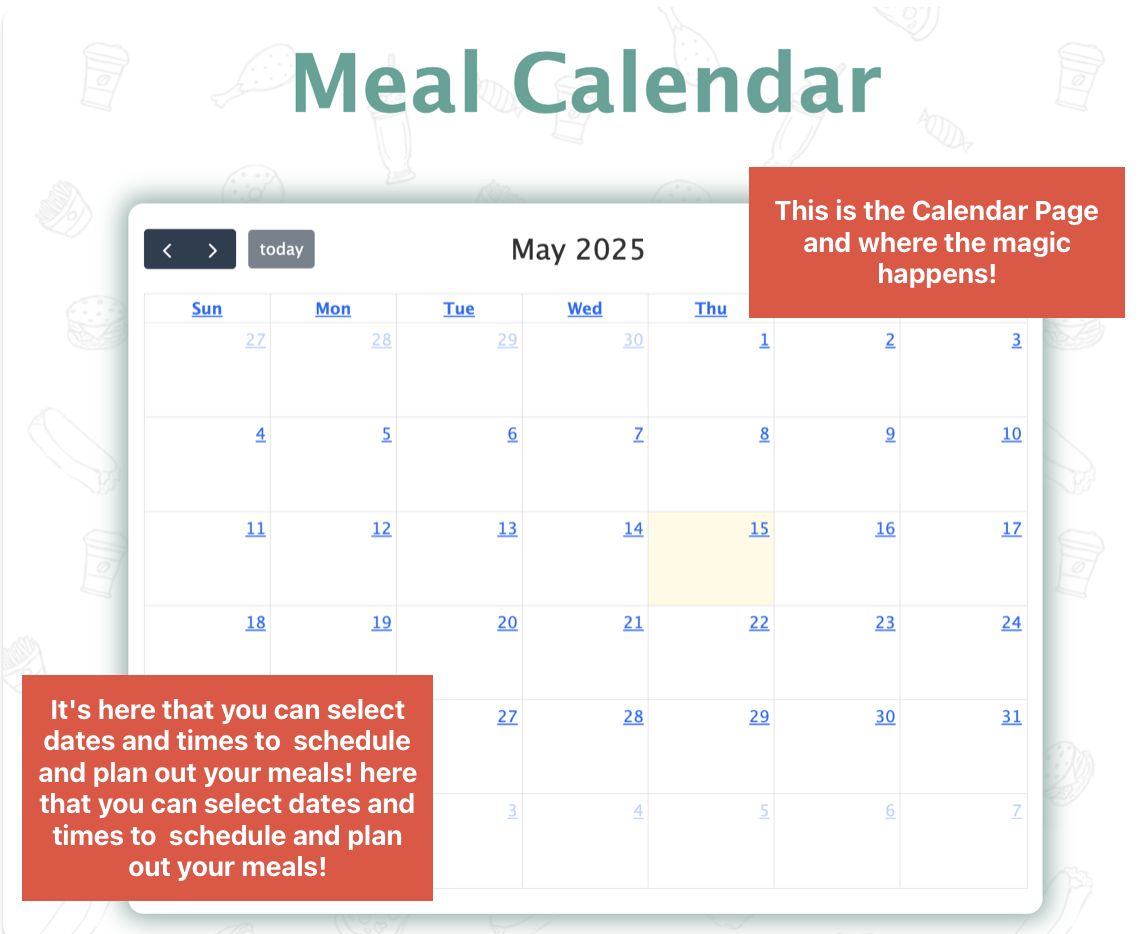 Meal Calendar
This is the Calendar Page
and where the magic
happens!
today
May 2025
Sun Mon Tue Wed Thu
27 28 29 30 1 2 3
4 5 6 7 8 9 10
11 12 13 14 15 16 17
18 19 20 21 22 23 24
27 28 29 30 31
3 4 5 6 7
It's here that you can select
dates and times to  schedule
and plan out your meals! here
that you can select dates and
times to  schedule and plan
out your meals!